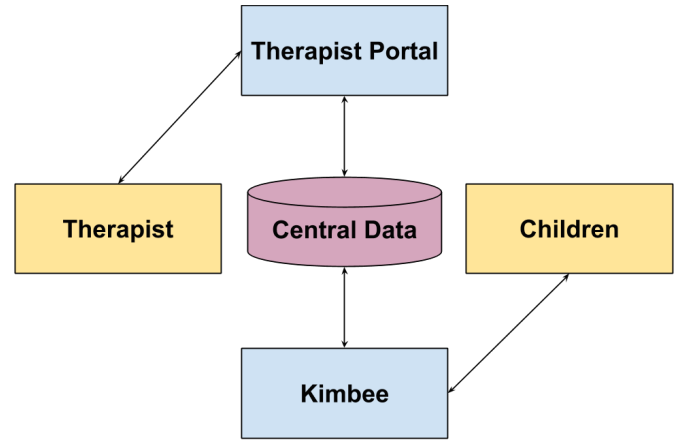 Therapist Portal
Therapist
Central Data
Children
Kimbee